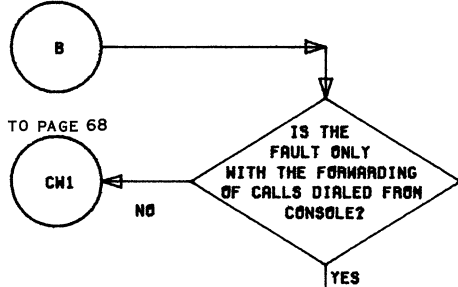 B
TO PAGE 68
CW1
IS THE
FAULT ONLY
WITH THE FORWARDING
OF CALLS DIALED FROM
CONSOLE?
NO
YES